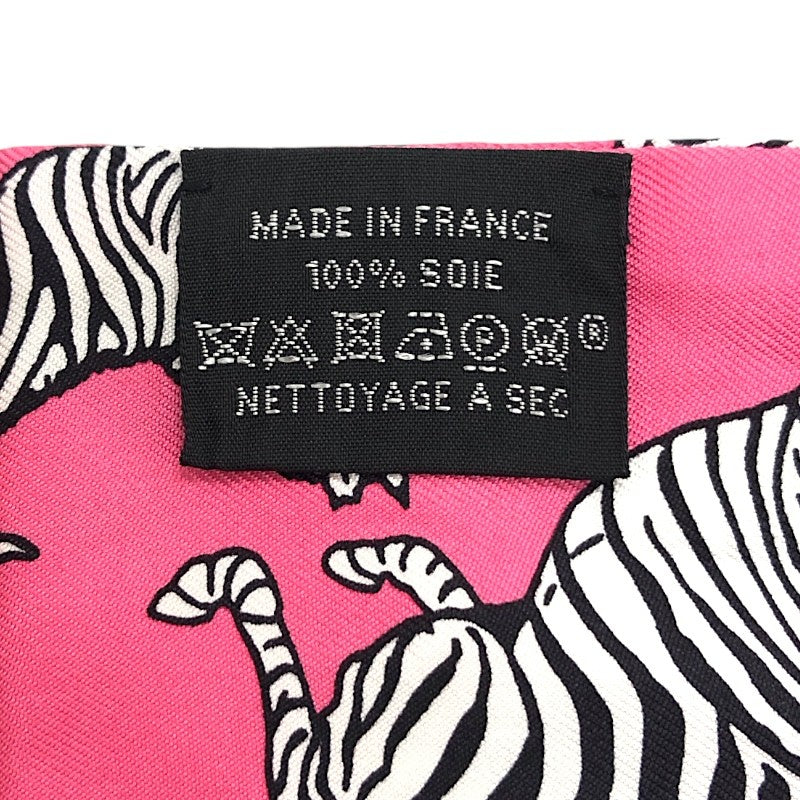 MADE IN FRANCE
100% SOIE
P W ®
NETTOYAGE A SEC